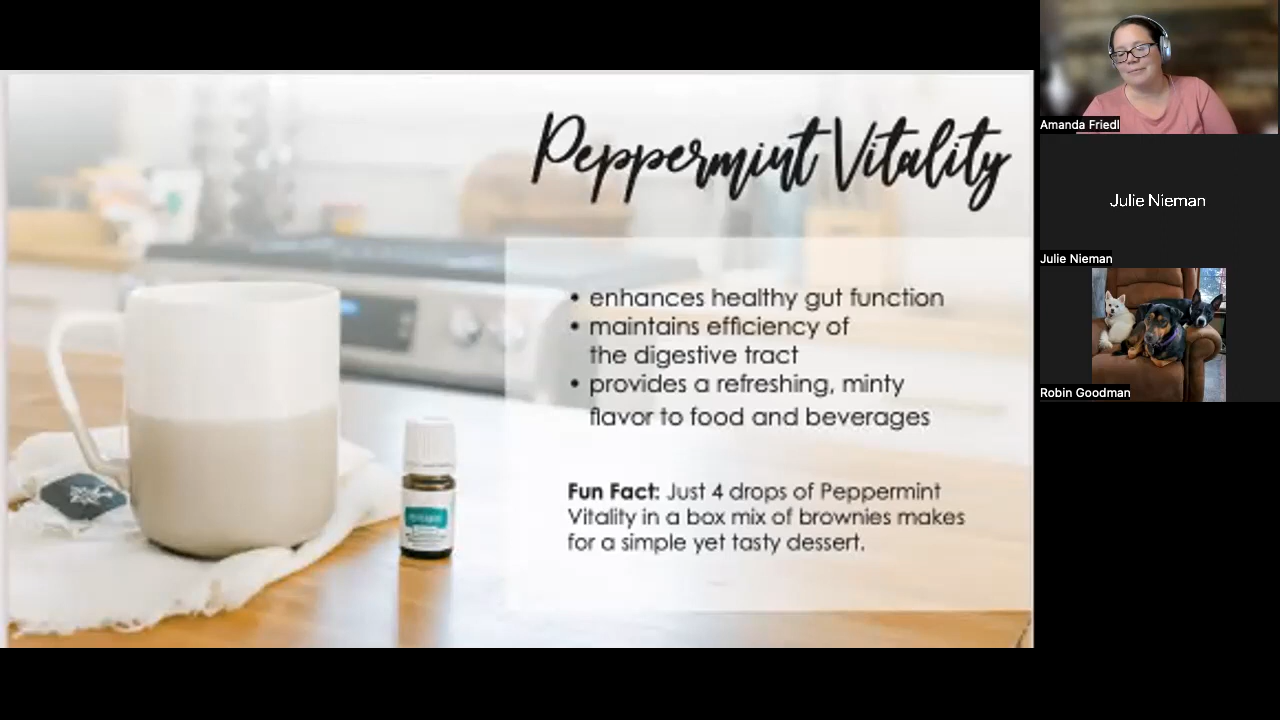 Peppermint Vitality
• enhances healthy gut function
• maintains efficiency of
the digestive tract
• provides a refreshing, minty
flavor to food and beverages
Fun Fact: Just 4 drops of Peppermint
Vitality in a box mix of brownies makes
for a simple yet tasty dessert.
Amanda Friedl
Julie Nieman
Julie Nieman
Robin Goodman